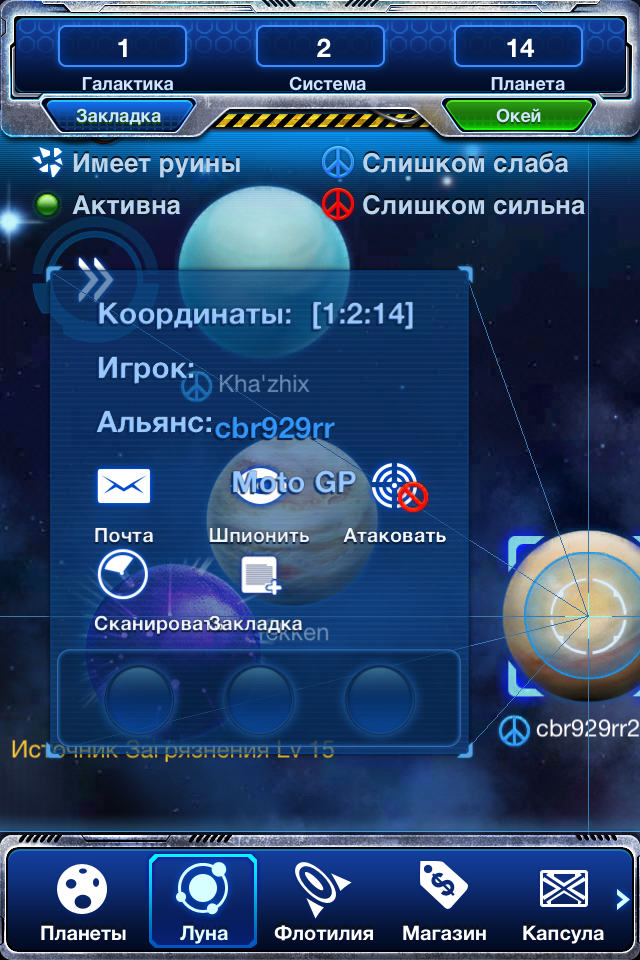 1 2 14
Галактика Система Планета
Закладка Окей
Имеет руины Слишком слаба
Активна Слишком сильна
Координаты: [1:2:14]
Игрок:
Kha'zhix
Альянс: cbr929rr
Moto GP
Почта Шпионить Атаковать
Сканировать Закладка
Tekken
cbr929rr2
Источник Загрязнения Lv 15
Планеты Луна Флотилия Магазин Капсула